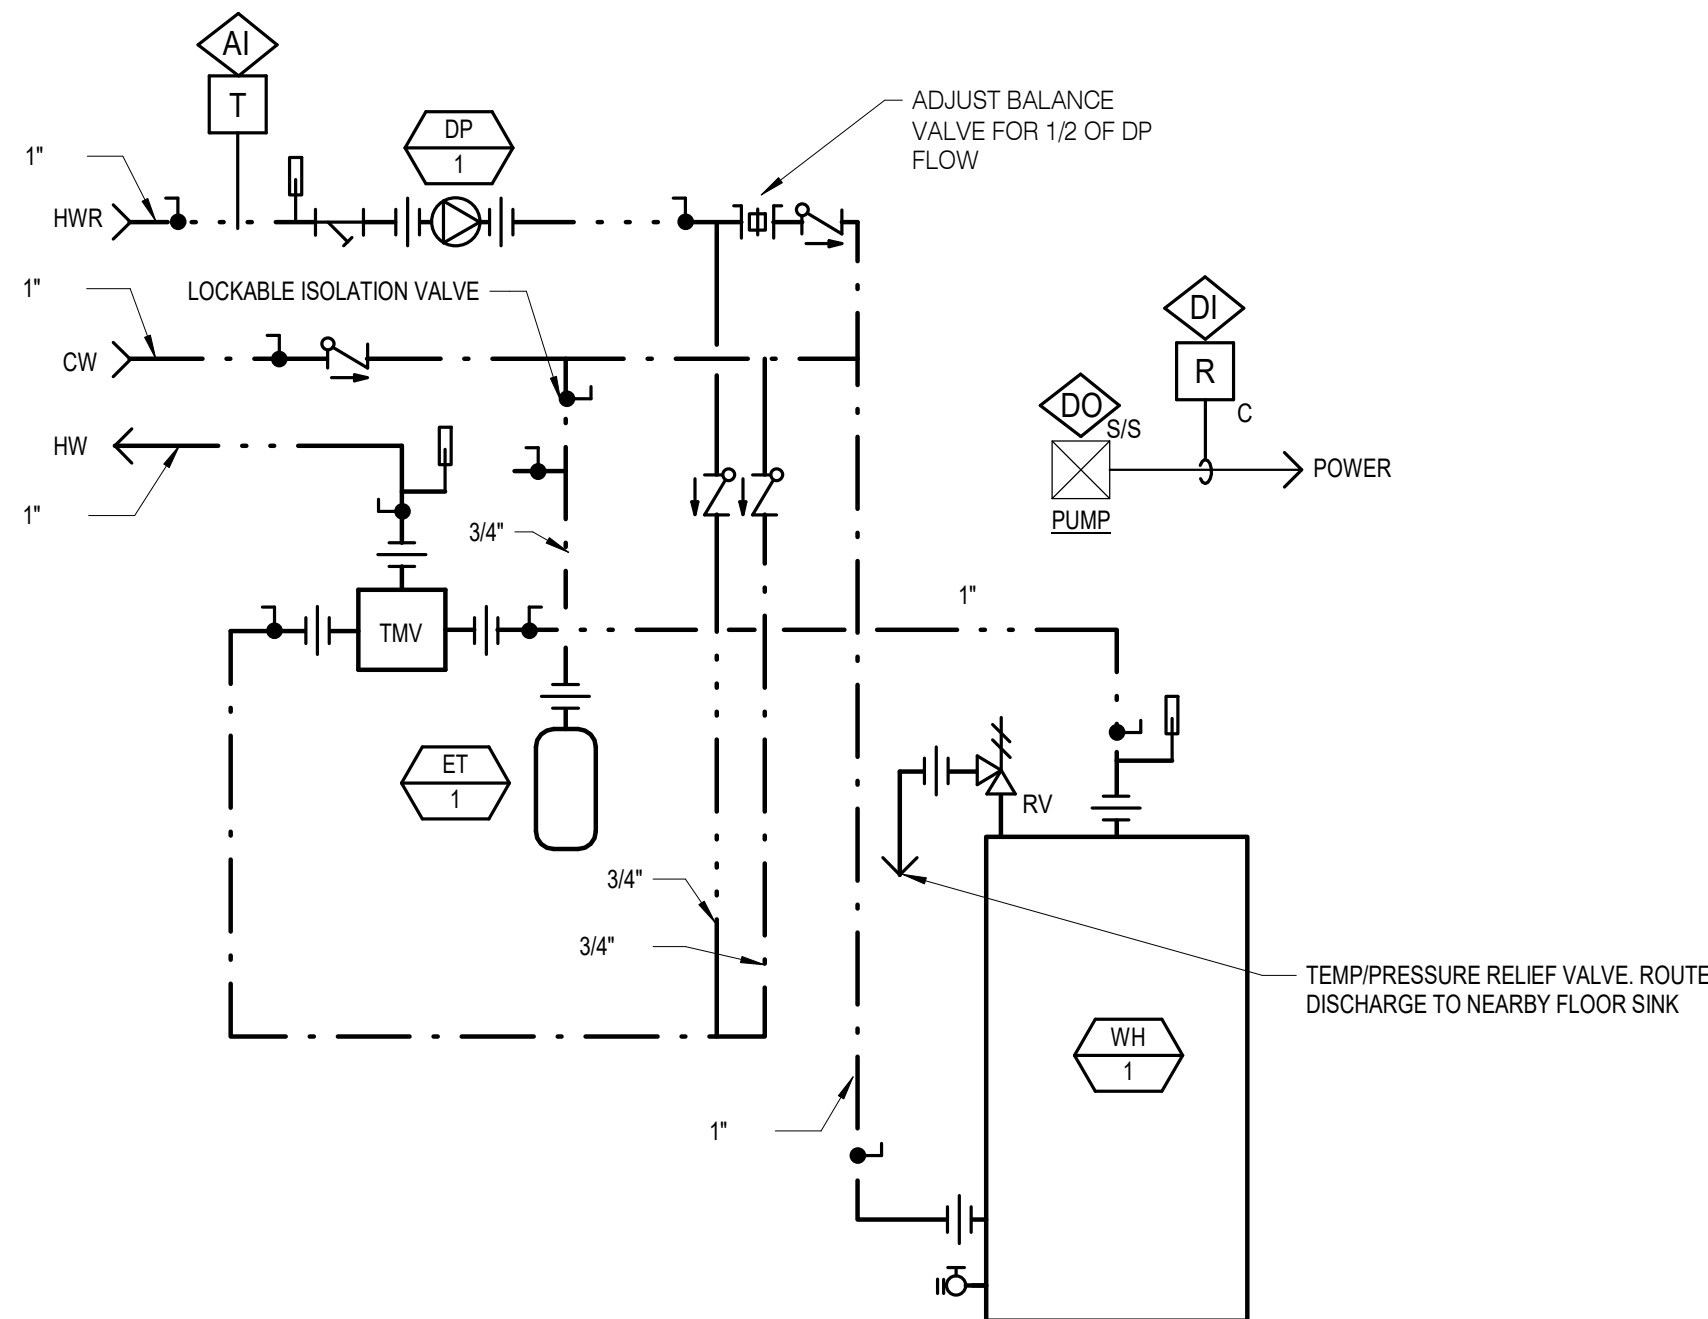 AI
T
DP
1
ADJUST BALANCE
VALVE FOR 1/2 OF DP
FLOW
1"
HWR
1"
LOCKABLE ISOLATION VALVE
CW
DI
R
C
DO
S/S
POWER
PUMP
HW
1"
3/4"
1"
TMV
ET
1
RV
3/4"
3/4"
TEMP/PRESSURE RELIEF VALVE. ROUTE
DISCHARGE TO NEARBY FLOOR SINK
WH
1
1"